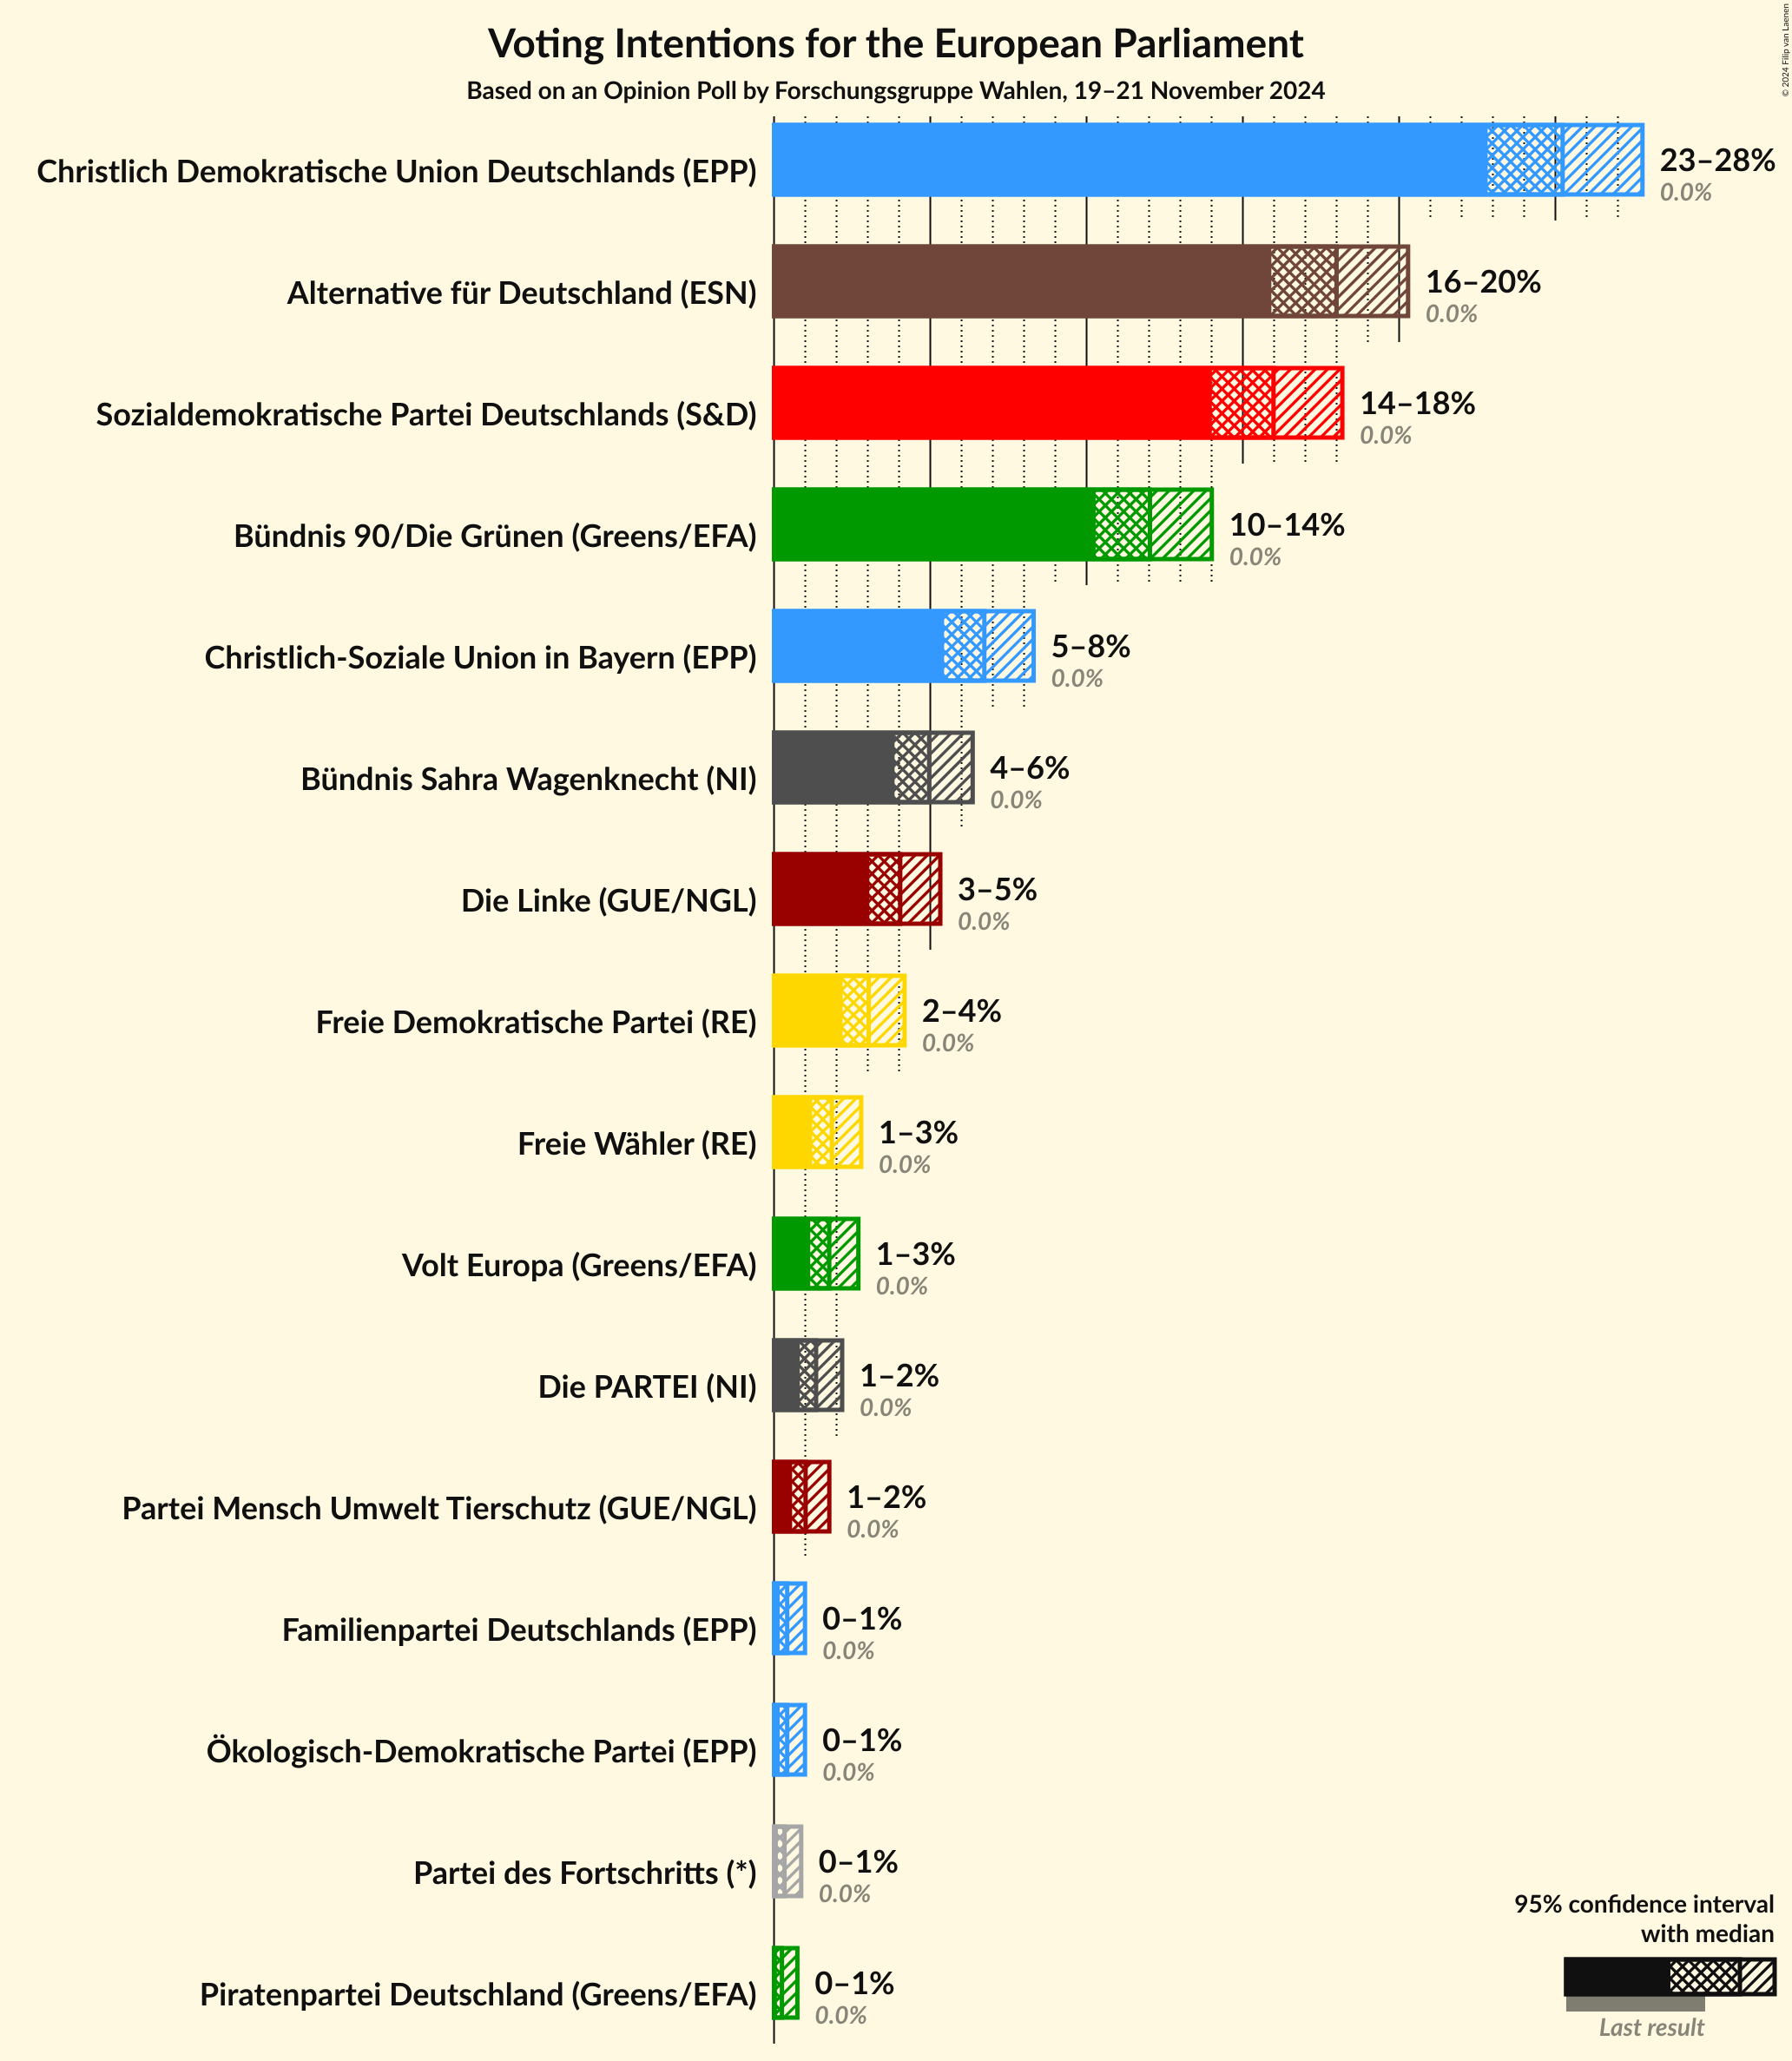 Voting Intentions for the European Parliament
Based on an Opinion Poll by Forschungsgruppe Wahlen, 19–21 November 2024
© 2024 Filip van Laenen
Christlich Demokratische Union Deutschlands (EPP)
23–28%
0.0%
Alternative für Deutschland (ESN)
16–20%
0.0%
Sozialdemokratische Partei Deutschlands (S&D)
14–18%
0.0%
Bündnis 90/Die Grünen (Greens/EFA)
10–14%
0.0%
Christlich-Soziale Union in Bayern (EPP)
5–8%
0.0%
Bündnis Sahra Wagenknecht (NI)
4–6%
0.0%
Die Linke (GUE/NGL)
3–5%
0.0%
Freie Demokratische Partei (RE)
2–4%
0.0%
Freie Wähler (RE)
1–3%
0.0%
Volt Europa (Greens/EFA)
1–3%
0.0%
Die PARTEI (NI)
1–2%
0.0%
Partei Mensch Umwelt Tierschutz (GUE/NGL)
1–2%
0.0%
Familienpartei Deutschlands (EPP)
0–1%
0.0%
Ökologisch-Demokratische Partei (EPP)
0–1%
0.0%
Partei des Fortschritts (*)
0–1%
0.0%
Piratenpartei Deutschland (Greens/EFA)
0–1%
0.0%
95% confidence interval
with median
Last result